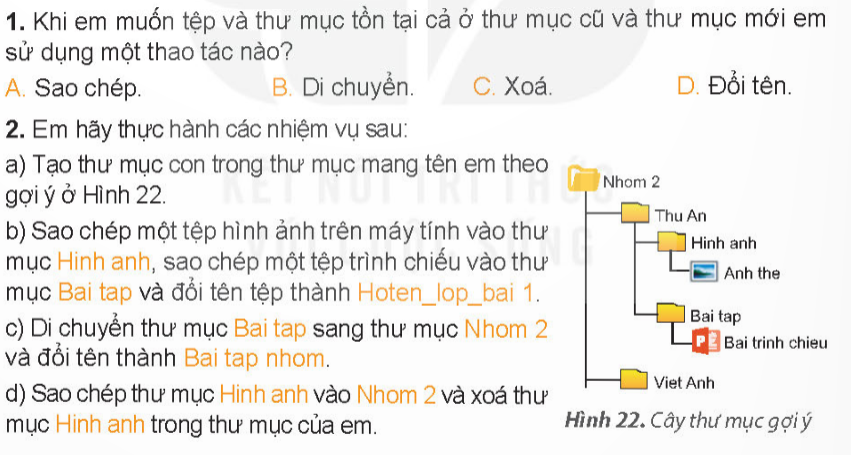 1. Khi em muốn tệp và thư mục tồn tại cả ở thư mục cũ và thư mục mới em
sử dụng một thao tác nào?
A. Sao chép.
B. Di chuyển.
C. Xoá.
D. Đổi tên.
2. Em hãy thực hành các nhiệm vụ sau:
a) Tạo thư mục con trong thư mục mang tên em theo
gợi ý ở Hình 22.
b) Sao chép một tệp hình ảnh trên máy tính vào thư
mục Hinh anh, sao chép một tệp trình chiếu vào thư
mục Bai tap và đổi tên tệp thành Hoten_lop_bai 1.
c) Di chuyển thư mục Bai tap sang thư mục Nhom 2
và đổi tên thành Bai tap nhom.
d) Sao chép thư mục Hinh anh vào Nhom 2 và xoá thư
mục Hinh anh trong thư mục của em.
Nhom 2
Thu An
Hinh anh
Anh the
Bai tap
Bai trinh chieu
Viet Anh
Hình 22. Cây thư mục gợi ý
KẾT NỐI TRI THỨC
VỚI CUỘC SỐNG